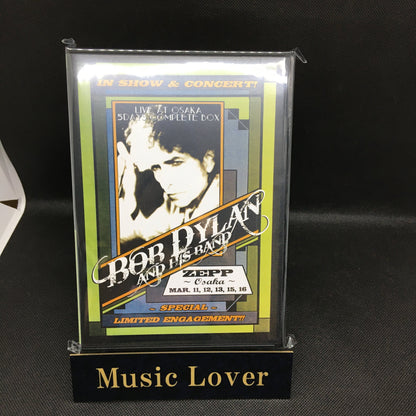 IN SHOW & CONCERT!
LIVE AT OSAKA
5DAYS COMPLETE BOX
BOB DYLAN
AND HIS BAND
ZEPP
~ Osaka ~
MAR. 11, 12, 13, 15, 16
~ SPECIAL ~
LIMITED ENGAGEMENT!!
Music Lover